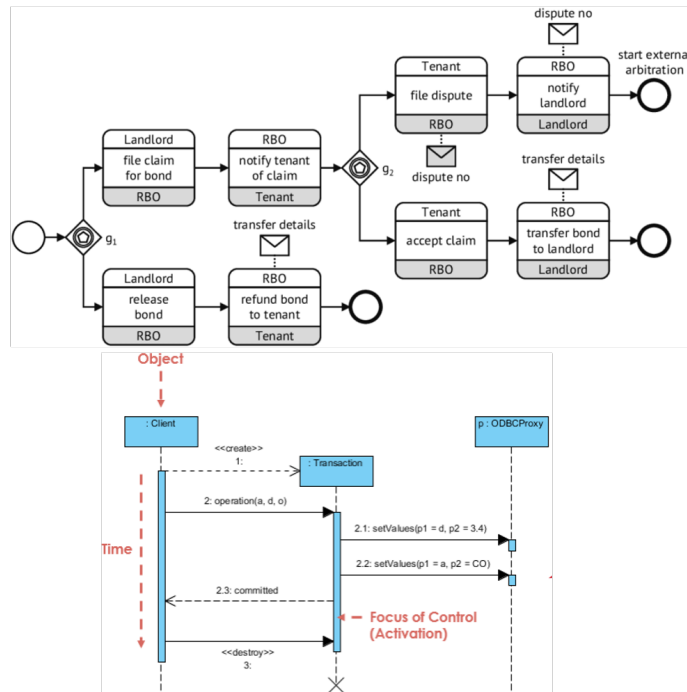 dispute no
start external
arbitration
Tenant
file dispute
RBO
RBO
notify
landlord
Landlord
Landlord
file claim
for bond
RBO
RBO
notify tenant
of claim
Tenant
g2
dispute no
transfer details
g1
transfer details
Tenant
accept claim
RBO
RBO
transfer bond
to landlord
Landlord
Landlord
release
bond
RBO
RBO
refund bond
to tenant
Tenant
Object
: Client
p : ODBCProxy
<<create>>
1:
: Transaction
2: operation(a, d, o)
2.1: setValues(p1 = d, p2 = 3.4)
Time
2.2: setValues(p1 = a, p2 = CO)
2.3: committed
Focus of Control
(Activation)
<<destroy>>
3: